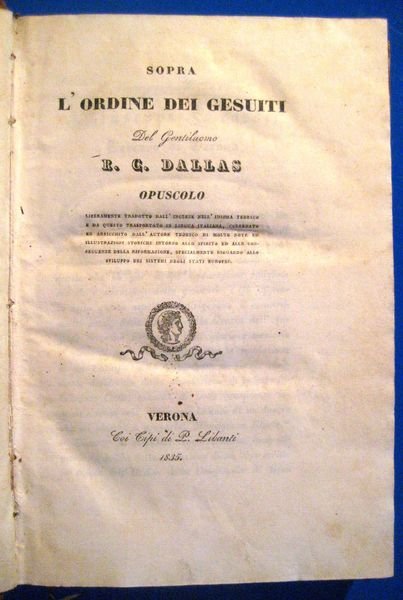 SOPRA
L'ORDINE DEI GESUITI
Del Gentiluomo
R. C. DALLAS
OPUSCOLO
LIBERAMENTE TRADOTTO DALL'INGLESE NELL'IDIOMA TEDESCO
E DA QUESTO TRASPORTATO IN LINGUA ITALIANA, CORREDATO
ED ARRICCHITO DALL'AUTORE TEDESCO DI MOLTE NOTE ED
ILLUSTRAZIONI STORICHE INTORNO ALLO SPIRITO ED ALLE CON-
SEGUENZE DELLA RIFORMAZIONE, SPECIALMENTE RIGUARDO ALLO
SVILUPPO DEI SISTEMI DEGLI STATI EUROPEI.
VERONA
Coi Tipi di P. Libanti
1835.